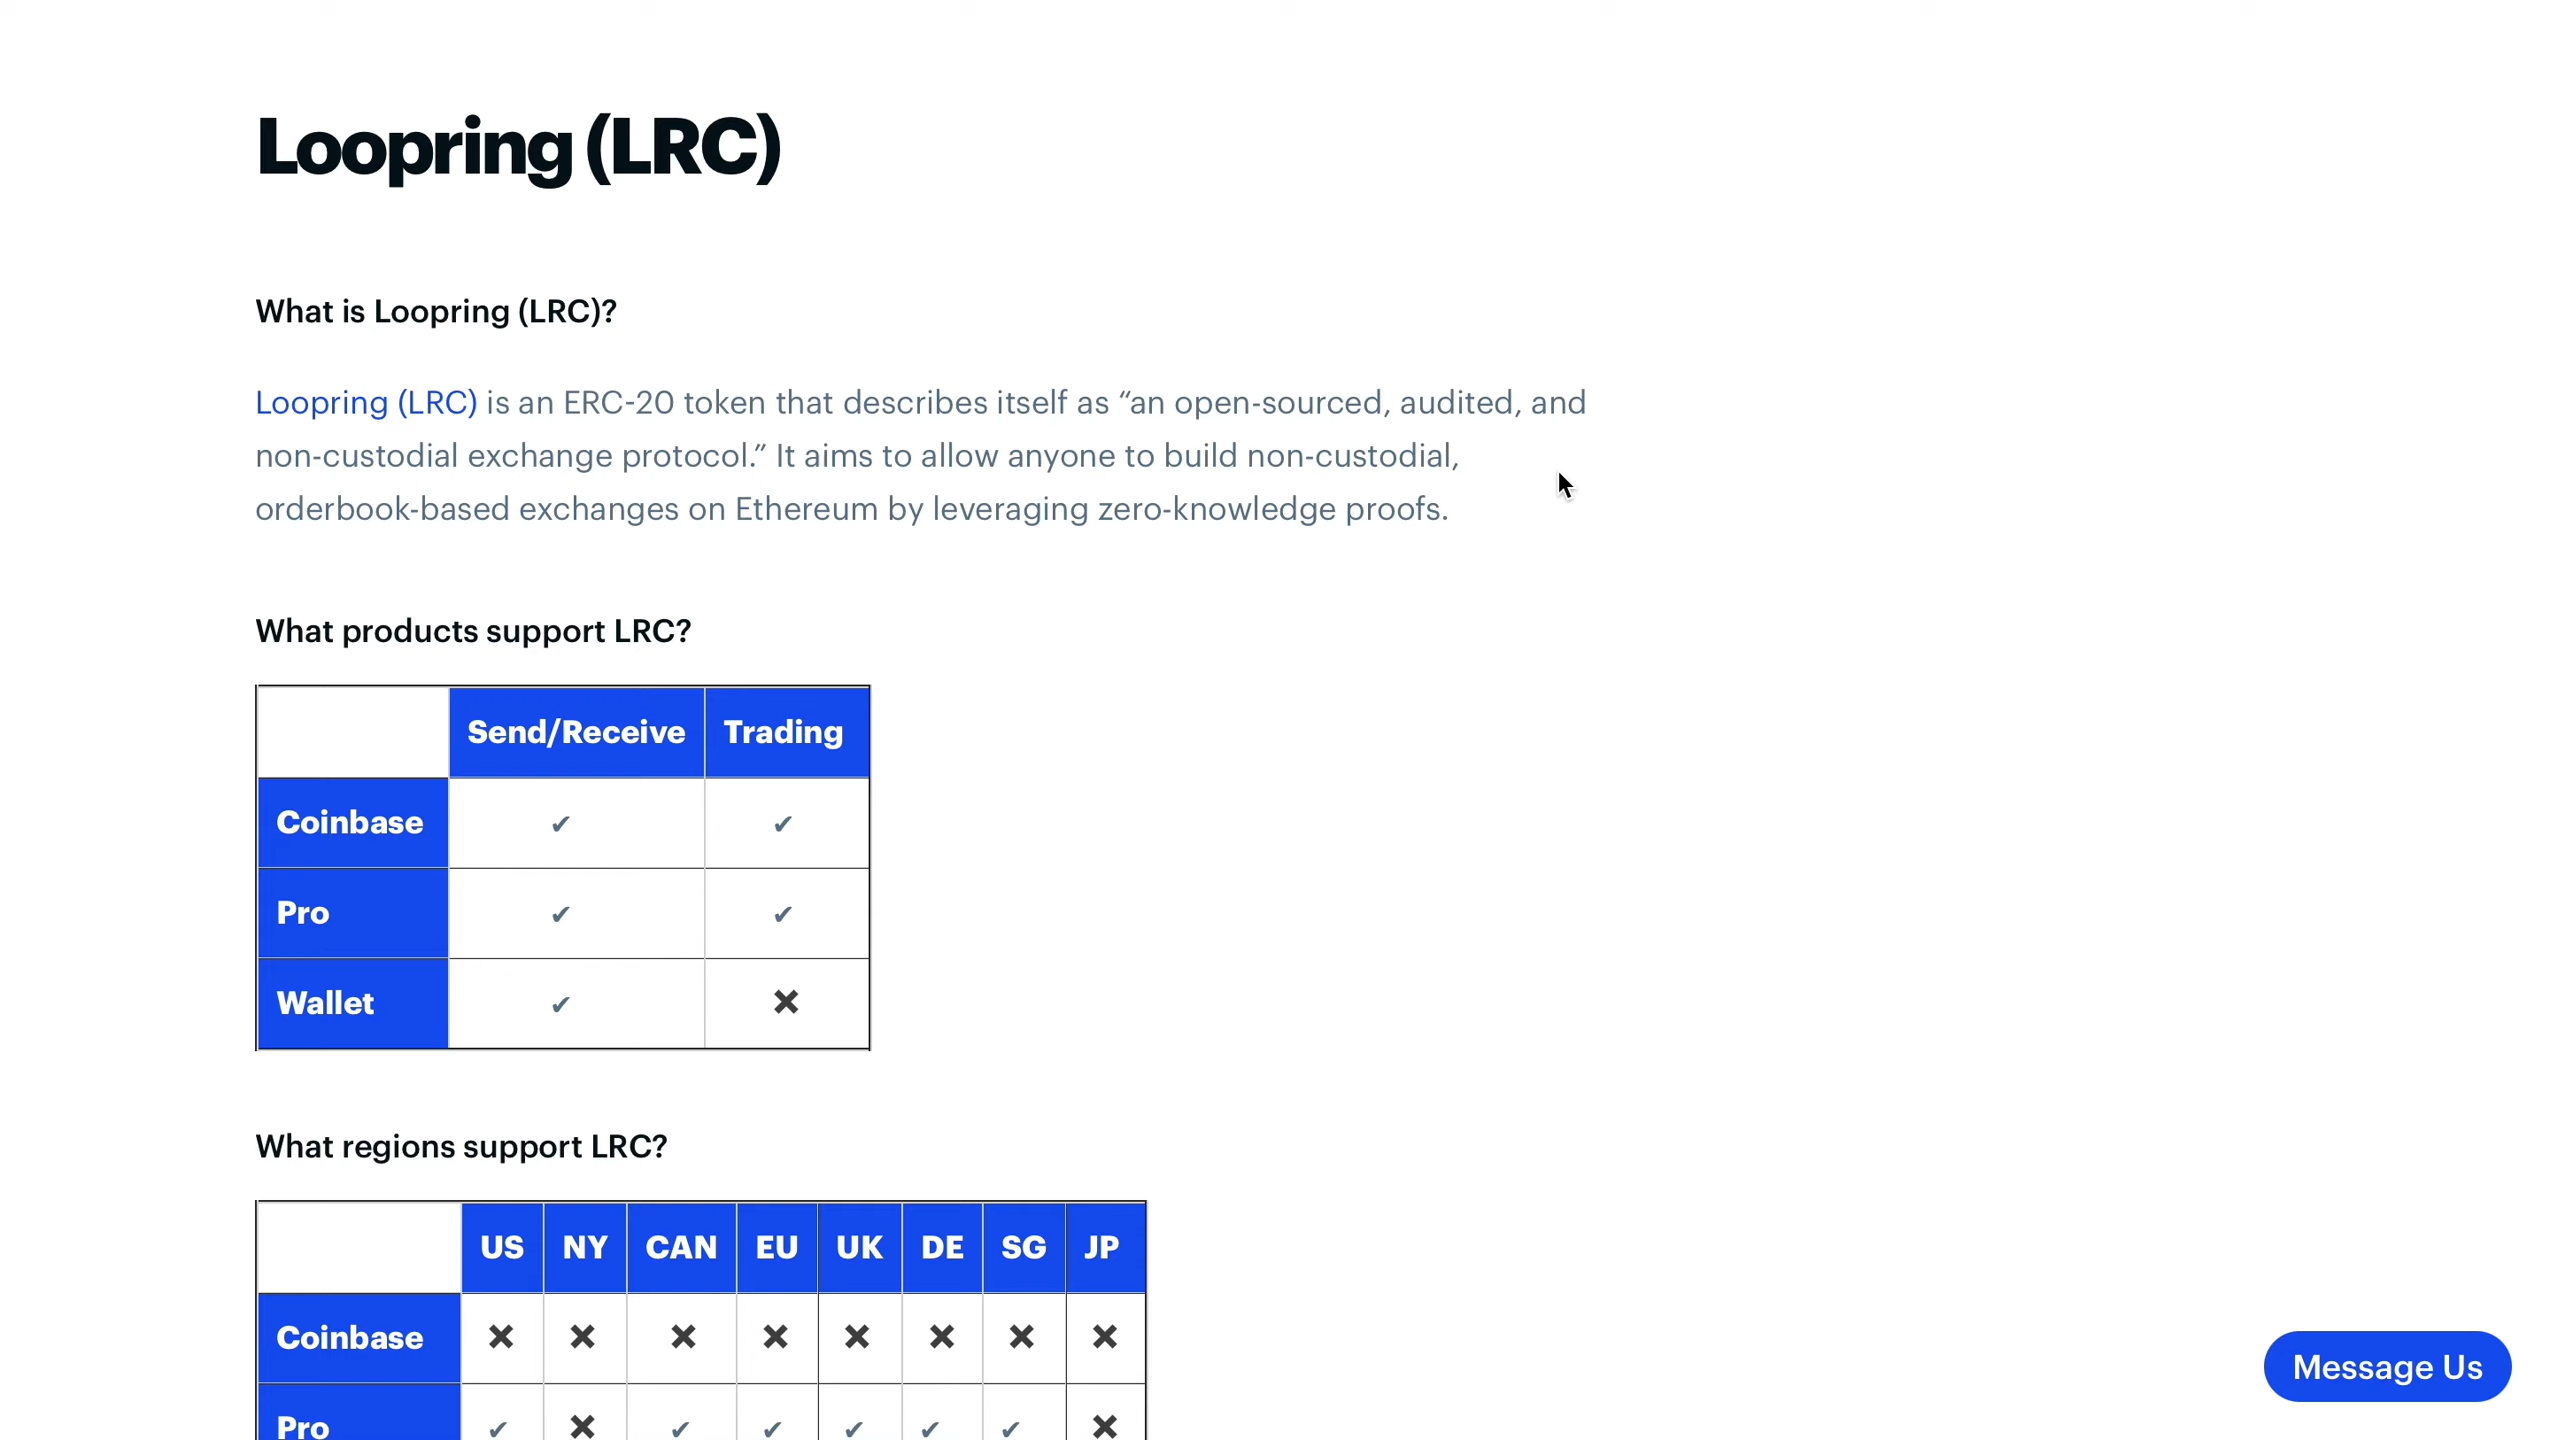 Loopring (LRC)
What is Loopring (LRC)?
Loopring (LRC) is an ERC-20 token that describes itself as “an open-sourced, audited, and
non-custodial exchange protocol.” It aims to allow anyone to build non-custodial,
orderbook-based exchanges on Ethereum by leveraging zero-knowledge proofs.
What products support LRC?
Send/Receive Trading
Coinbase ✔ ✔
Pro ✔ ✔
Wallet ✔ ✖
What regions support LRC?
US NY CAN EU UK DE SG JP
Coinbase ✖ ✖ ✖ ✖ ✖ ✖ ✖ ✖
Pro ✔ ✖ ✔ ✔ ✔ ✔ ✔ ✖
Message Us